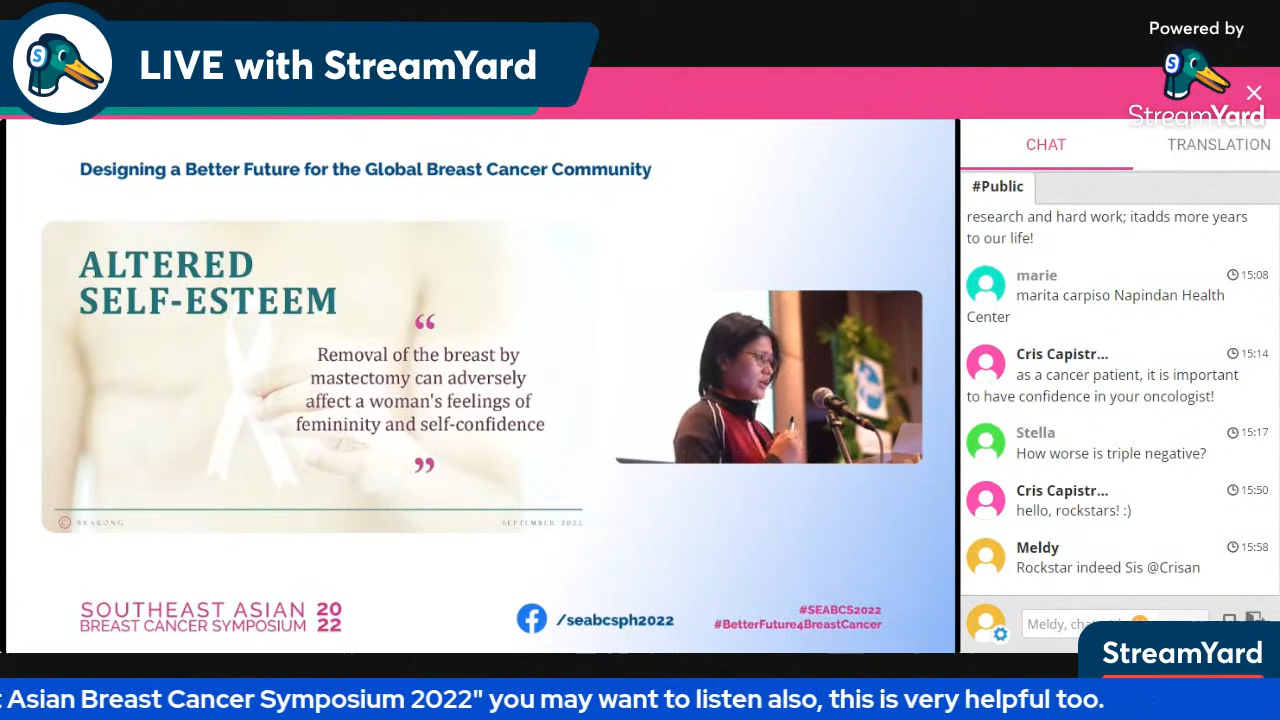 LIVE with StreamYard
Powered by
StreamYard
Designing a Better Future for the Global Breast Cancer Community
ALTERED
SELF-ESTEEM
“
Removal of the breast by
mastectomy can adversely
affect a woman's feelings of
femininity and self-confidence
”
SEPTEMBER 2022
SOUTHEAST ASIAN 20
BREAST CANCER SYMPOSIUM 22
/seabcsph2022
#SEABCS2022
#BetterFuture4BreastCancer
CHAT
TRANSLATION
#Public
research and hard work; itadds more years
to our life!
marie 15:08
marita carpiso Napindan Health
Center
Cris Capistr... 15:14
as a cancer patient, it is important
to have confidence in your oncologist!
Stella 15:17
How worse is triple negative?
Cris Capistr... 15:50
hello, rockstars! :)
Meldy 15:58
Rockstar indeed Sis @Crisan
Meldy,
StreamYard
Asian Breast Cancer Symposium 2022" you may want to listen also, this is very helpful too.